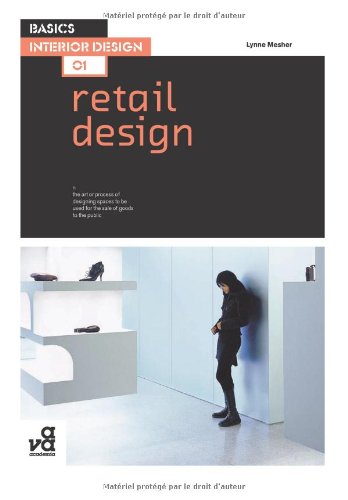 Matériel protégé par le droit d'auteur
BASICS
INTERIOR DESIGN
01
Lynne Mesher
retail
design
n
the art or process of
designing spaces to be
used for the sale of goods
to the public
ava
academia
Matériel protégé par le droit d'auteur